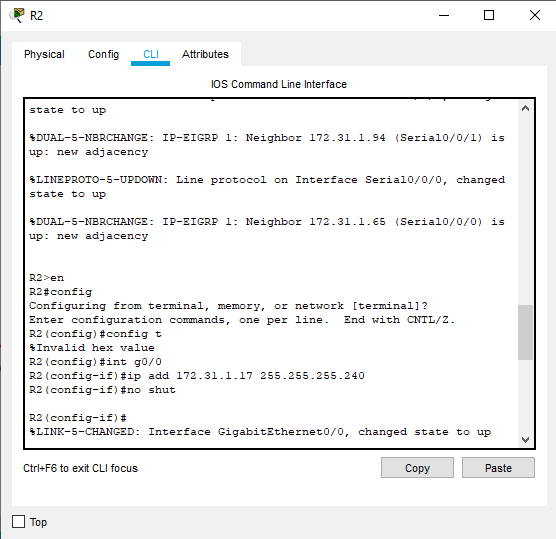 R2
Physical Config CLI Attributes
IOS Command Line Interface
state to up
%DUAL-5-NBRCHANGE: IP-EIGRP 1: Neighbor 172.31.1.94 (Serial0/0/1) is
up: new adjacency
%LINEPROTO-5-UPDOWN: Line protocol on Interface Serial0/0/0, changed
state to up
%DUAL-5-NBRCHANGE: IP-EIGRP 1: Neighbor 172.31.1.65 (Serial0/0/0) is
up: new adjacency
R2>en
R2#config
Configuring from terminal, memory, or network [terminal]?
Enter configuration commands, one per line.  End with CNTL/Z.
R2(config)#config t
%Invalid hex value
R2(config)#int g0/0
R2(config-if)#ip add 172.31.1.17 255.255.255.240
R2(config-if)#no shut
R2(config-if)#
%LINK-5-CHANGED: Interface GigabitEthernet0/0, changed state to up
Ctrl+F6 to exit CLI focus
Copy Paste
Top